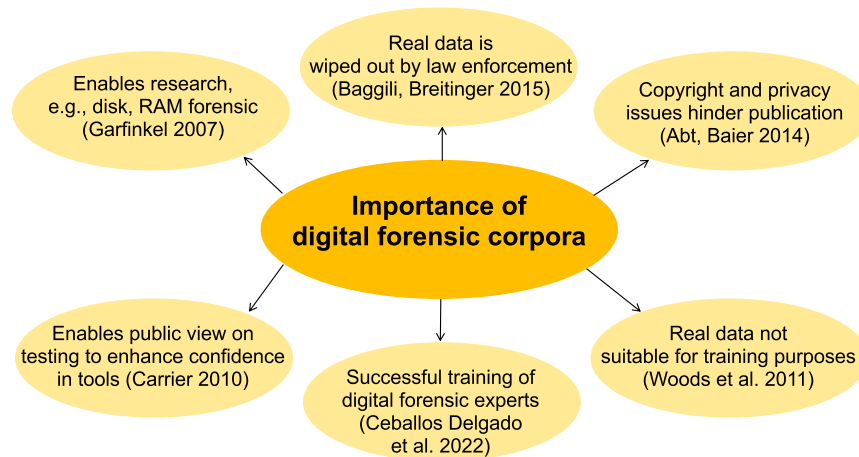 Real data is
wiped out by law enforcement
(Baggili, Breitinger 2015)
Enables research,
e.g., disk, RAM forensic
(Garfinkel 2007)
Copyright and privacy
issues hinder publication
(Abt, Baier 2014)
Importance of
digital forensic corpora
Enables public view on
testing to enhance confidence
in tools (Carrier 2010)
Successful training of
digital forensic experts
(Ceballos Delgado
et al. 2022)
Real data not
suitable for training purposes
(Woods et al. 2011)